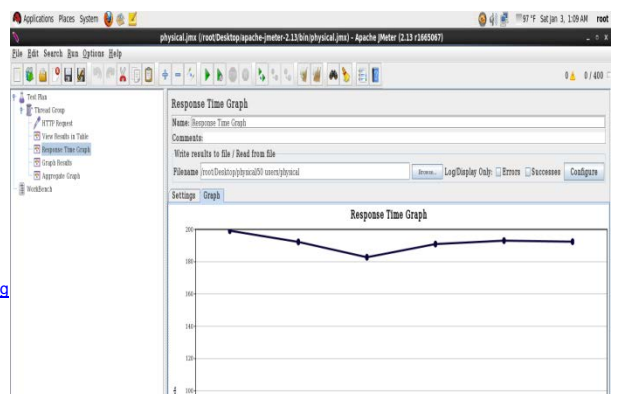 Applications Places System 97 °F Sat Jan 3, 1:09 AM root
physical.jmx (/root/Desktop/apache-jmeter-2.13/bin/physical.jmx) - Apache JMeter (2.13 r1665067)
File Edit Search Run Options Help
0 0 / 400
Test Plan
Thread Group
HTTP Request
View Results in Table
Response Time Graph
Graph Results
Aggregate Graph
WorkBench
Response Time Graph
Name: Response Time Graph
Comments:
Write results to file / Read from file
Filename /root/Desktop/physical/50 users/physical Browse... Log/Display Only: Errors Successes Configure
Settings Graph
Response Time Graph
200
180
160
140
120
100
g